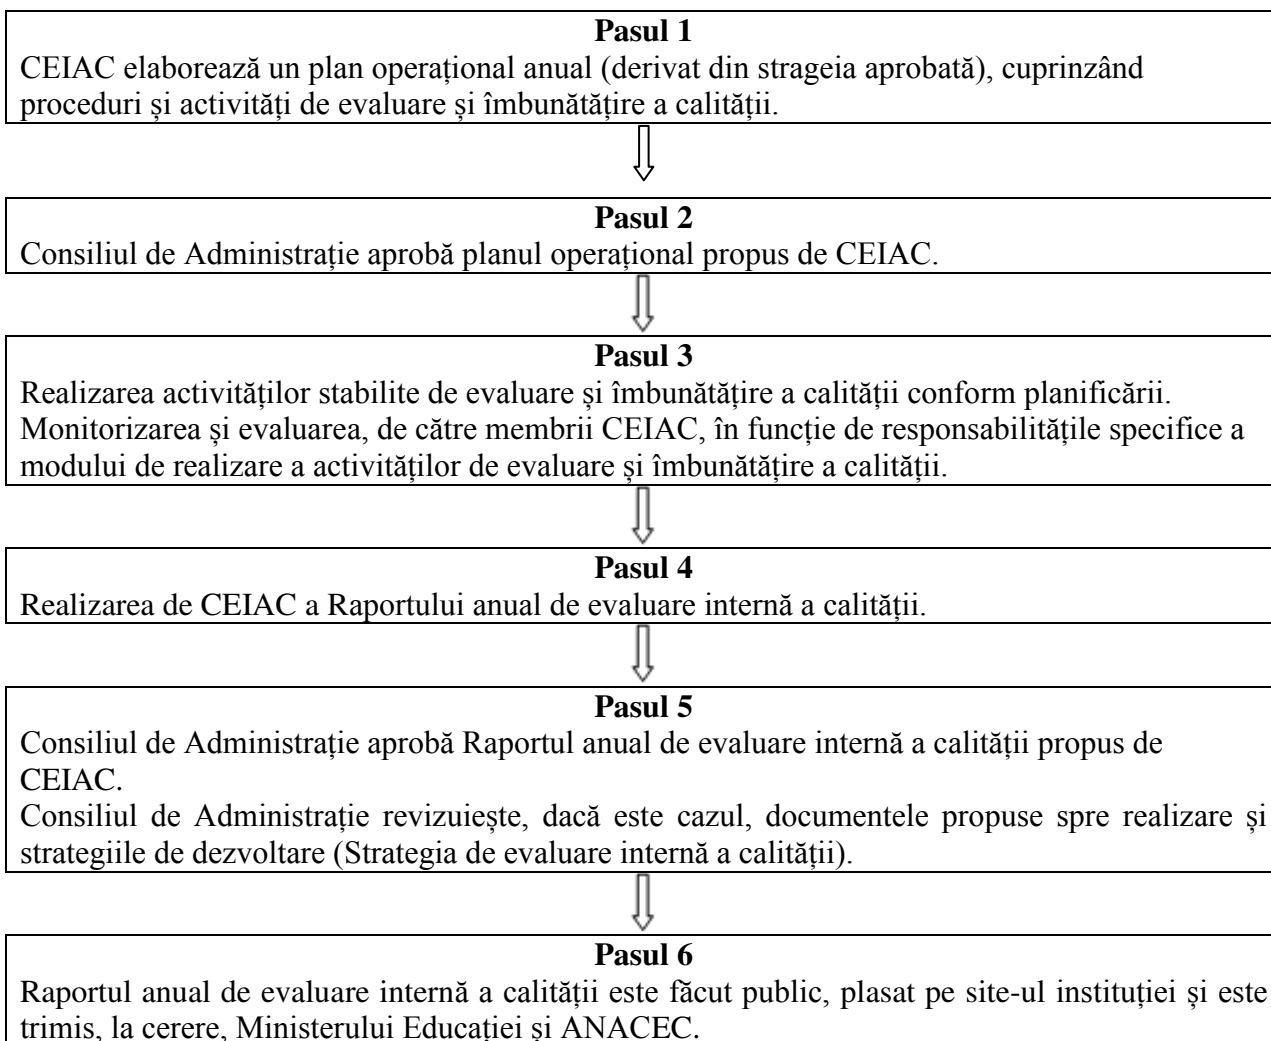 Pasul 1
CEIAC elaborează un plan operațional anual (derivat din strageia aprobată), cuprinzând
proceduri și activități de evaluare și îmbunătățire a calității.
Pasul 2
Consiliul de Administrație aprobă planul operațional propus de CEIAC.
Pasul 3
Realizarea activităților stabilite de evaluare și îmbunătățire a calității conform planificării.
Monitorizarea și evaluarea, de către membrii CEIAC, în funcție de responsabilitățile specifice a
modului de realizare a activităților de evaluare și îmbunătățire a calității.
Pasul 4
Realizarea de CEIAC a Raportului anual de evaluare internă a calității.
Pasul 5
Consiliul de Administrație aprobă Raportul anual de evaluare internă a calității propus de
CEIAC.
Consiliul de Administrație revizuiește, dacă este cazul, documentele propuse spre realizare și
strategiile de dezvoltare (Strategia de evaluare internă a calității).
Pasul 6
Raportul anual de evaluare internă a calității este făcut public, plasat pe site-ul instituției și este
trimis, la cerere, Ministerului Educației și ANACEC.